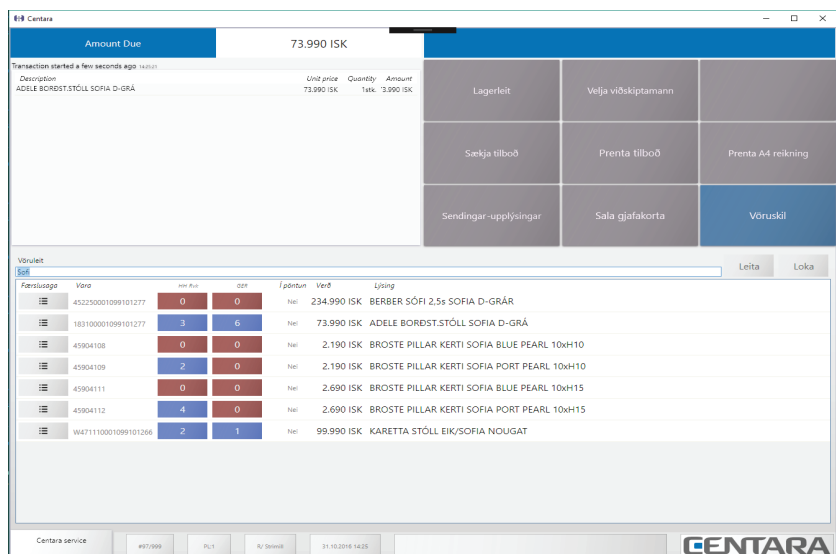 Centara
Amount Due 73.990 ISK
Transaction started a few seconds ago
Description Unit price Quantity Amount
ADELE BORÐST.STÓLL SOFIA D-GRÁ 73.990 ISK 1stk. 3.990 ISK
Lagerleit Velja viðskiptamann
Sækja tilboð Prenta tilboð Prenta A4 reikning
Sendingar-upplýsingar Sala gjafakorta Vöruskil
Vöruleit
Sofi Leita Loka
Færslusaga Vara HH Rvk GER Í pöntun Verð Lýsing
452250001099101277 0 0 Nei 234.990 ISK BERBER SÓFI 2,5s SOFIA D-GRÁR
183100001099101277 3 6 Nei 73.990 ISK ADELE BORÐST.STÓLL SOFIA D-GRÁ
45904108 0 0 Nei 2.190 ISK BROSTE PILLAR KERTI SOFIA BLUE PEARL 10xH10
45904109 2 0 Nei 2.190 ISK BROSTE PILLAR KERTI SOFIA PORT PEARL 10xH10
45904111 0 0 Nei 2.690 ISK BROSTE PILLAR KERTI SOFIA BLUE PEARL 10xH15
45904112 4 0 Nei 2.690 ISK BROSTE PILLAR KERTI SOFIA PORT PEARL 10xH15
W471110001099101266 2 1 Nei 99.990 ISK KARETTA STÓLL EIK/SOFIA NOUGAT
Centara service #97/999 PL:1 31.10.2018 14:25 CENTARA